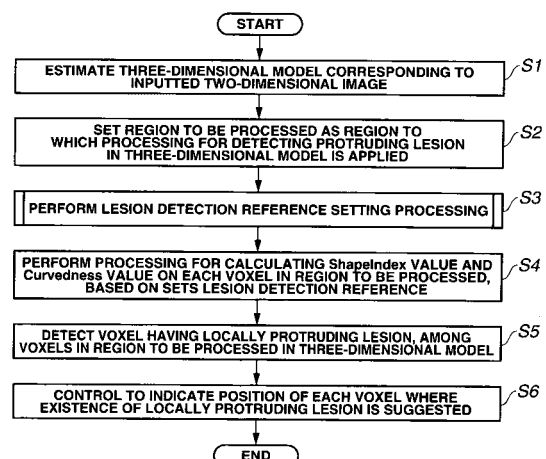 START
ESTIMATE THREE-DIMENSIONAL MODEL CORRESPONDING TO
INPUTTED TWO-DIMENSIONAL IMAGE
S1
SET REGION TO BE PROCESSED AS REGION TO
WHICH PROCESSING FOR DETECTING PROTRUDING LESION
IN THREE-DIMENSIONAL MODEL IS APPLIED
S2
PERFORM LESION DETECTION REFERENCE SETTING PROCESSING
S3
PERFORM PROCESSING FOR CALCULATING ShapeIndex VALUE AND
Curvedness VALUE ON EACH VOXEL IN REGION TO BE PROCESSED,
BASED ON SETS LESION DETECTION REFERENCE
S4
DETECT VOXEL HAVING LOCALLY PROTRUDING LESION, AMONG
VOXELS IN REGION TO BE PROCESSED IN THREE-DIMENSIONAL MODEL
S5
CONTROL TO INDICATE POSITION OF EACH VOXEL WHERE
EXISTENCE OF LOCALLY PROTRUDING LESION IS SUGGESTED
S6
END